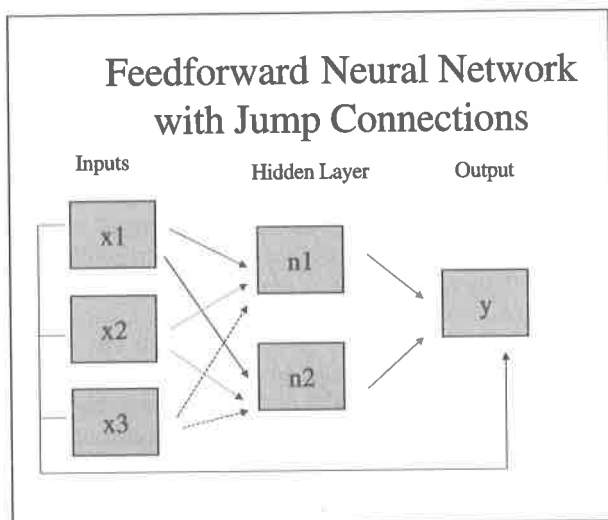 Feedforward Neural Network
with Jump Connections
Inputs
Hidden Layer
Output
x1
n1
x2
y
n2
x3